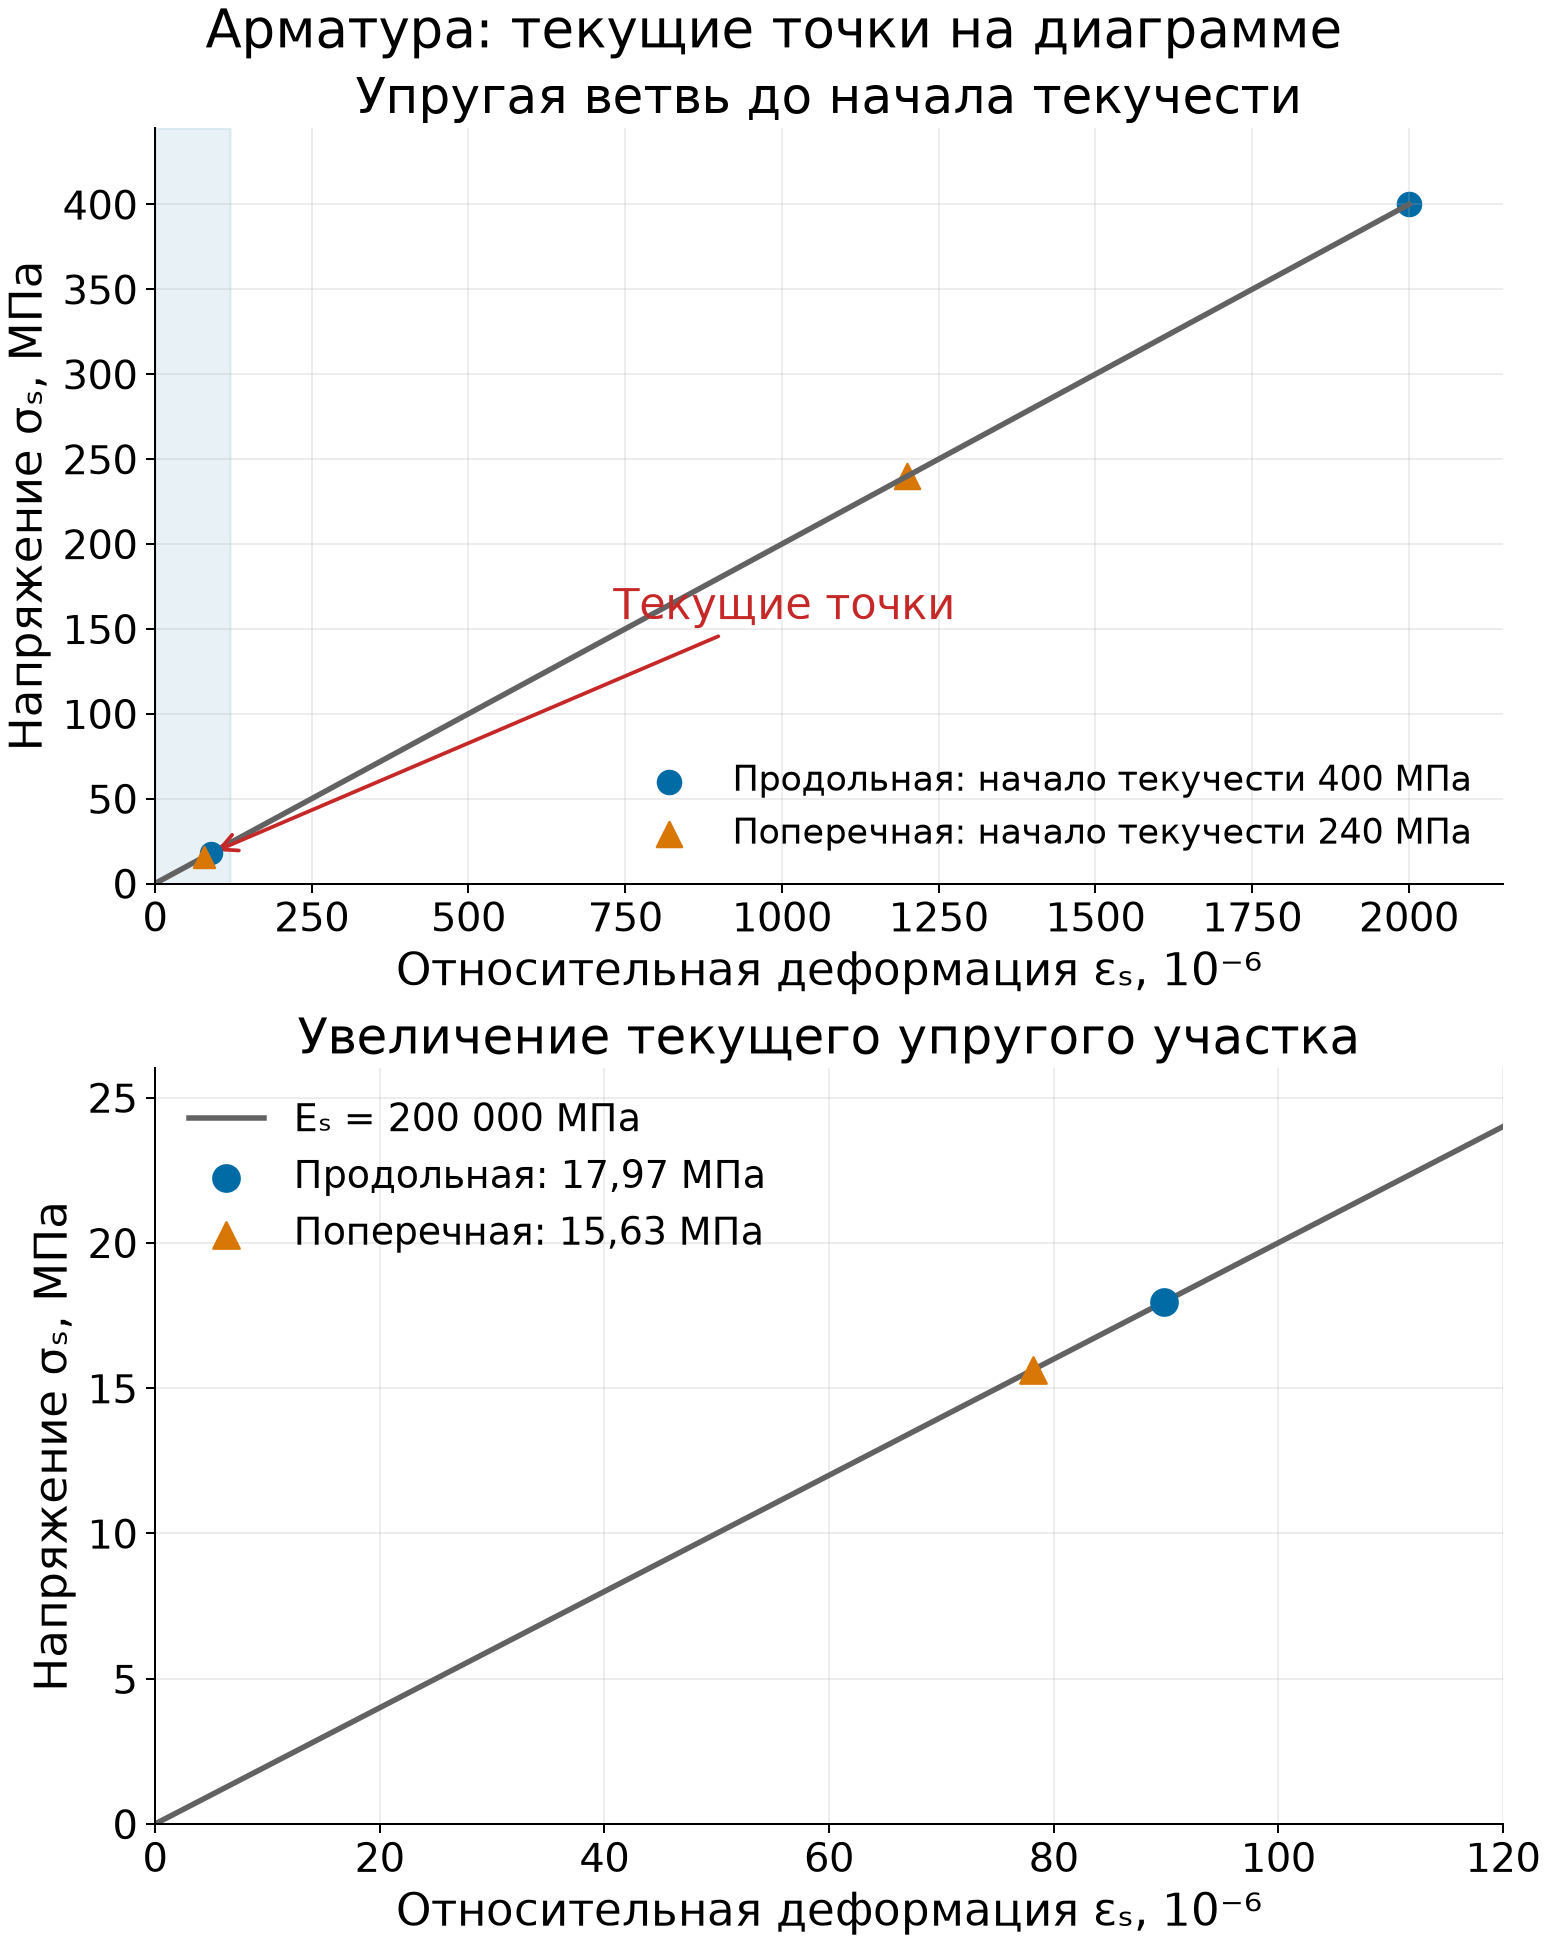 Арматура: текущие точки на диаграмме
Упругая ветвь до начала текучести
Напряжение σₛ, МПа
400
350
300
250
200
150
100
50
0
Текущие точки
Продольная: начало текучести 400 МПа
Поперечная: начало текучести 240 МПа
0 250 500 750 1000 1250 1500 1750 2000
Относительная деформация εₛ, 10⁻⁶
Увеличение текущего упругого участка
Напряжение σₛ, МПа
25
20
15
10
5
0
Eₛ = 200 000 МПа
Продольная: 17,97 МПа
Поперечная: 15,63 МПа
0 20 40 60 80 100 120
Относительная деформация εₛ, 10⁻⁶